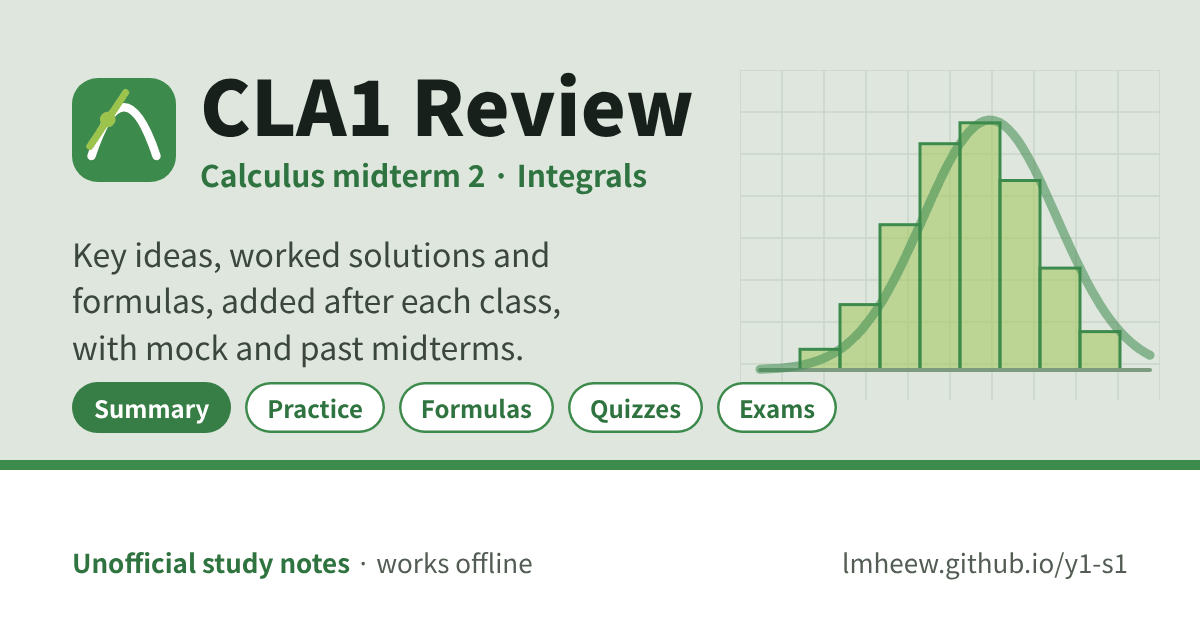 CLA1 Review
Calculus midterm 2 · Integrals
Key ideas, worked solutions and
formulas, added after each class,
with mock and past midterms.
Summary
Practice
Formulas
Quizzes
Exams
Unofficial study notes · works offline
lmheew.github.io/y1-s1